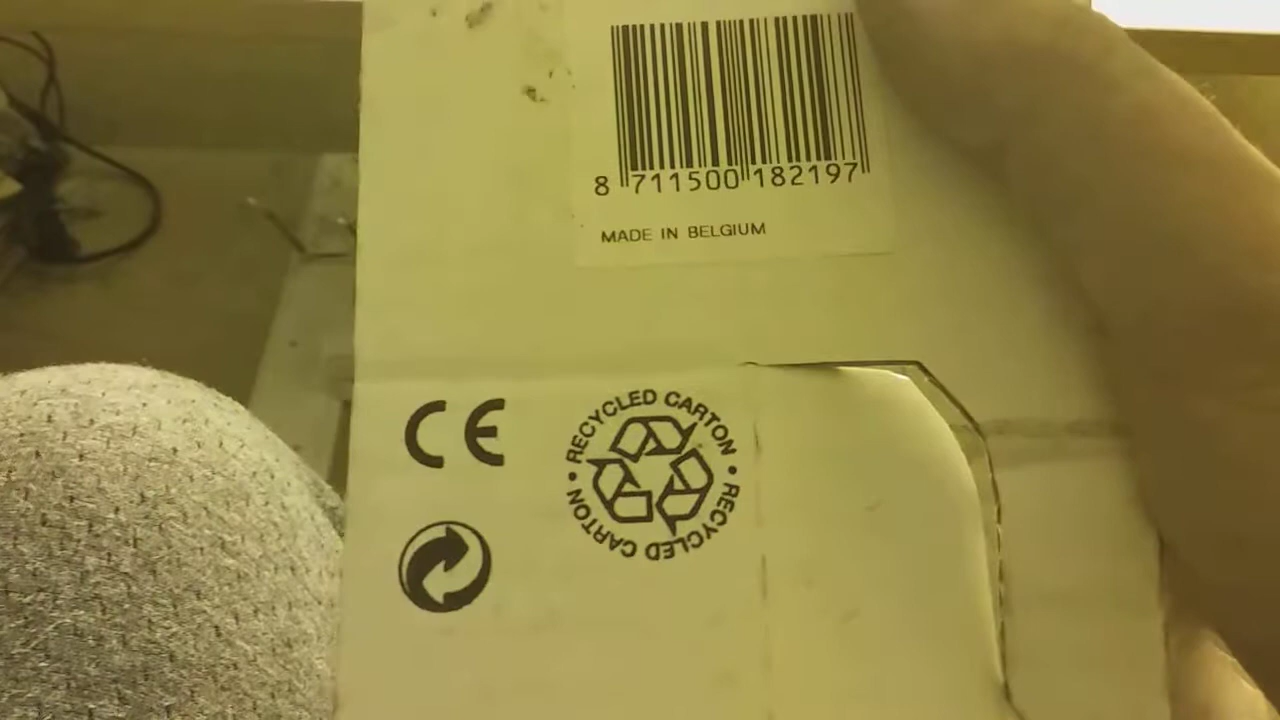 8 711500 182197
MADE IN BELGIUM
CE
RECYCLED CARTON • RECYCLED CARTON •